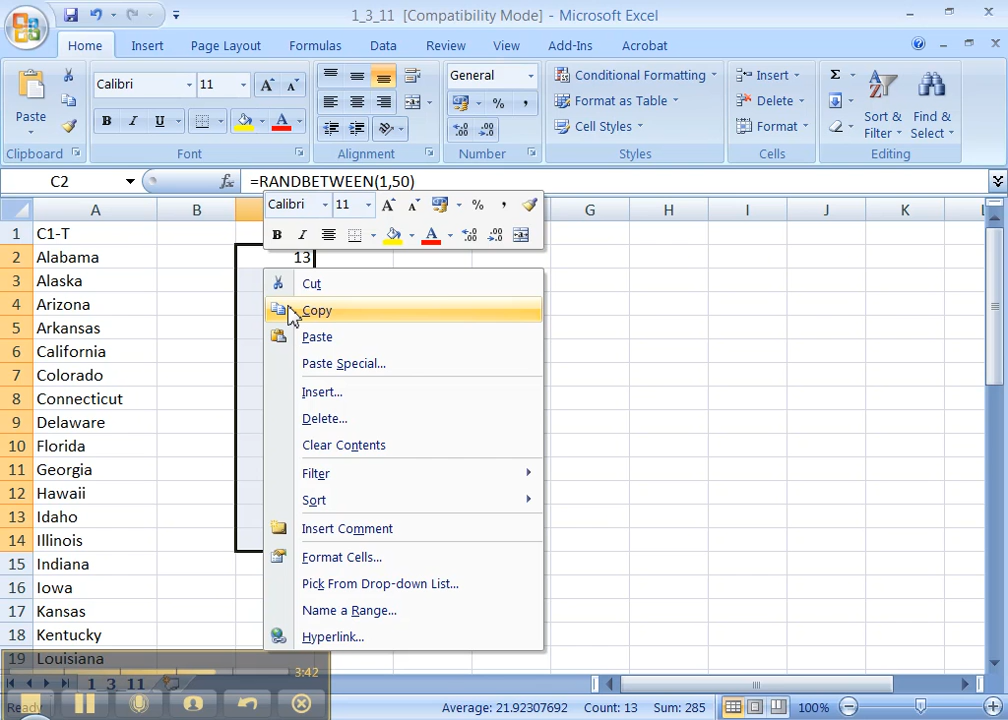 1_3_11 [Compatibility Mode] - Microsoft Excel
Home Insert Page Layout Formulas Data Review View Add-Ins Acrobat
Calibri 11 General Conditional Formatting Insert
Paste B I U $ % , Format as Table Delete Sort & Filter Find & Select
Cell Styles Format
Clipboard Font Alignment Number Styles Cells Editing
C2 fx =RANDBETWEEN(1,50)
Calibri 11 A A % ,
B I A
A B G H I J K L
1 C1-T
2 Alabama 13
3 Alaska
4 Arizona
5 Arkansas
6 California
7 Colorado
8 Connecticut
9 Delaware
10 Florida
11 Georgia
12 Hawaii
13 Idaho
14 Illinois
15 Indiana
16 Iowa
17 Kansas
18 Kentucky
19 Louisiana
Cut
Copy
Paste
Paste Special...
Insert...
Delete...
Clear Contents
Filter
Sort
Insert Comment
Format Cells...
Pick From Drop-down List...
Name a Range...
Hyperlink...
3:42
1 3 11
Ready Average: 21.92307692 Count: 13 Sum: 285 100%